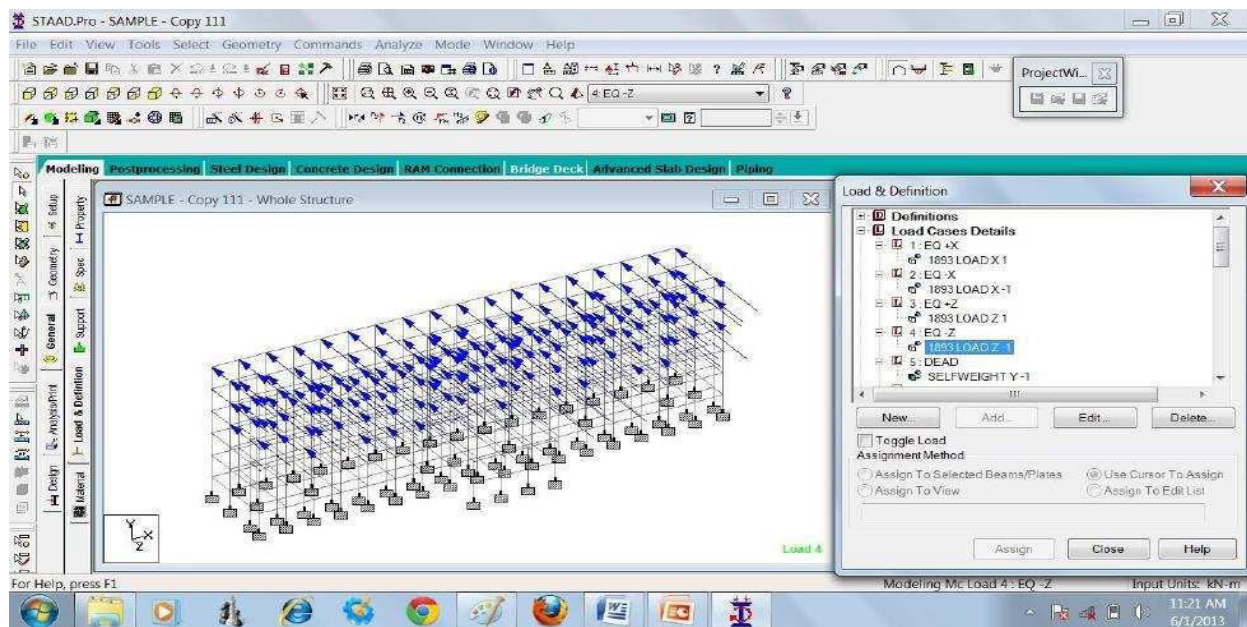 STAAD.Pro - SAMPLE - Copy 111
File Edit View Tools Select Geometry Commands Analyze Mode Window Help
ProjectWi...
4:EQ -Z
Modeling Postprocessing Steel Design Concrete Design RAM Connection Bridge Deck Advanced Slab Design Piping
SAMPLE - Copy 111 - Whole Structure
Setup
Geometry
General
Analysis/Print
Design
Property
Spec
Support
Load & Definition
Material
Y
X
Z
Load 4
Load & Definition
Definitions
Load Cases Details
1 : EQ +X
1893 LOAD X 1
2 : EQ -X
1893 LOAD X -1
3 : EQ +Z
1893 LOAD Z 1
4 : EQ -Z
1893 LOAD Z -1
5 : DEAD
SELFWEIGHT Y -1
New... Add... Edit... Delete...
Toggle Load
Assignment Method
Assign To Selected Beams/Plates Use Cursor To Assign
Assign To View Assign To Edit List
Assign Close Help
For Help, press F1 Modeling Mc Load 4 : EQ -Z Input Units: kN-m
11:21 AM
6/1/2013